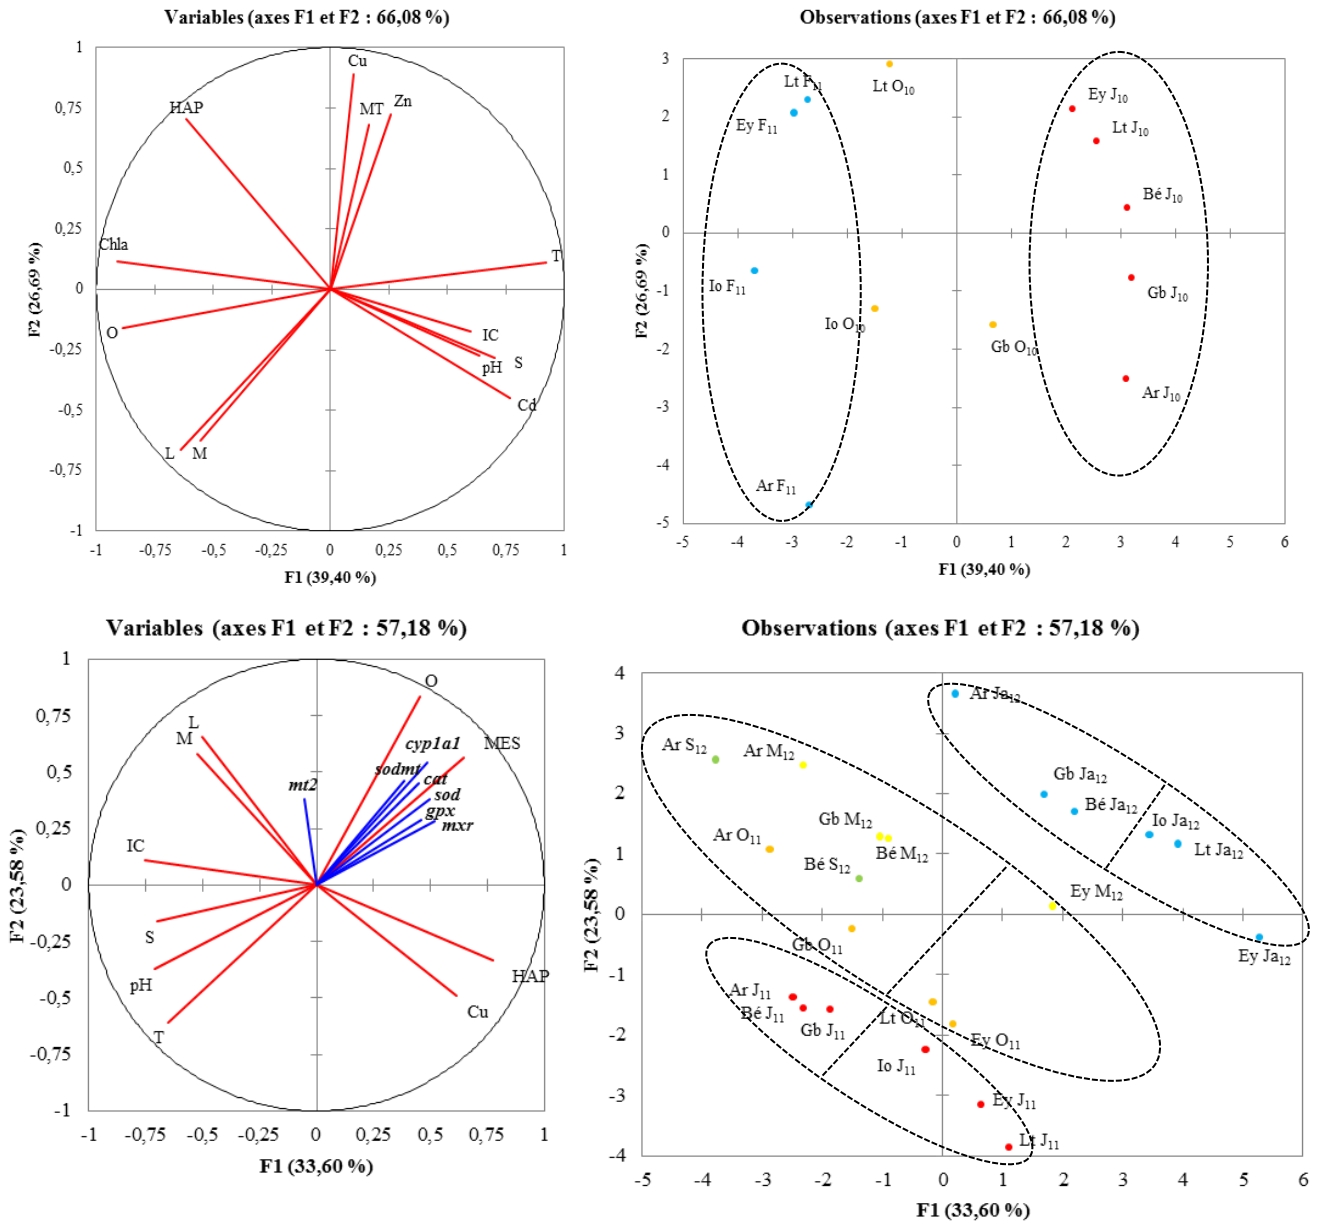 Variables (axes F1 et F2 : 66,08 %)
1
0,75
0,5
0,25
0
-0,25
-0,5
-0,75
-1
F2 (26,69 %)
Cu
HAP
MT
Zn
Chla
T
O
IC
S
pH
Cd
L
M
-1
-0,75
-0,5
-0,25
0
0,25
0,5
0,75
1
F1 (39,40 %)
Observations (axes F1 et F2 : 66,08 %)
3
2
1
0
-1
-2
-3
-4
-5
F2 (26,69 %)
Lt F11
Lt O10
Ey J10
Ey F11
Lt J10
Bé J10
Io F11
Gb J10
Io O10
Gb O10
Ar J10
Ar F11
-5
-4
-3
-2
-1
0
1
2
3
4
5
6
F1 (39,40 %)
Variables (axes F1 et F2 : 57,18 %)
1
0,75
0,5
0,25
0
-0,25
-0,5
-0,75
-1
F2 (23,58 %)
O
L
M
cyp1a1
MES
sodmt
cat
mt2
sod
gpx
mxr
IC
S
pH
HAP
Cu
T
-1
-0,75
-0,5
-0,25
0
0,25
0,5
0,75
1
F1 (33,60 %)
Observations (axes F1 et F2 : 57,18 %)
4
3
2
1
0
-1
-2
-3
-4
F2 (23,58 %)
Ar Ja12
Ar S12
Ar M12
Gb Ja12
Bé Ja12
Io Ja12
Gb M12
Ar O11
Bé M12
Lt Ja12
Bé S12
Ey M12
Gb O11
Ey Ja12
Ar J11
Bé J11
Gb J11
Lt O11
Ey O11
Io J11
Ey J11
Lt J11
-5
-4
-3
-2
-1
0
1
2
3
4
5
6
F1 (33,60 %)